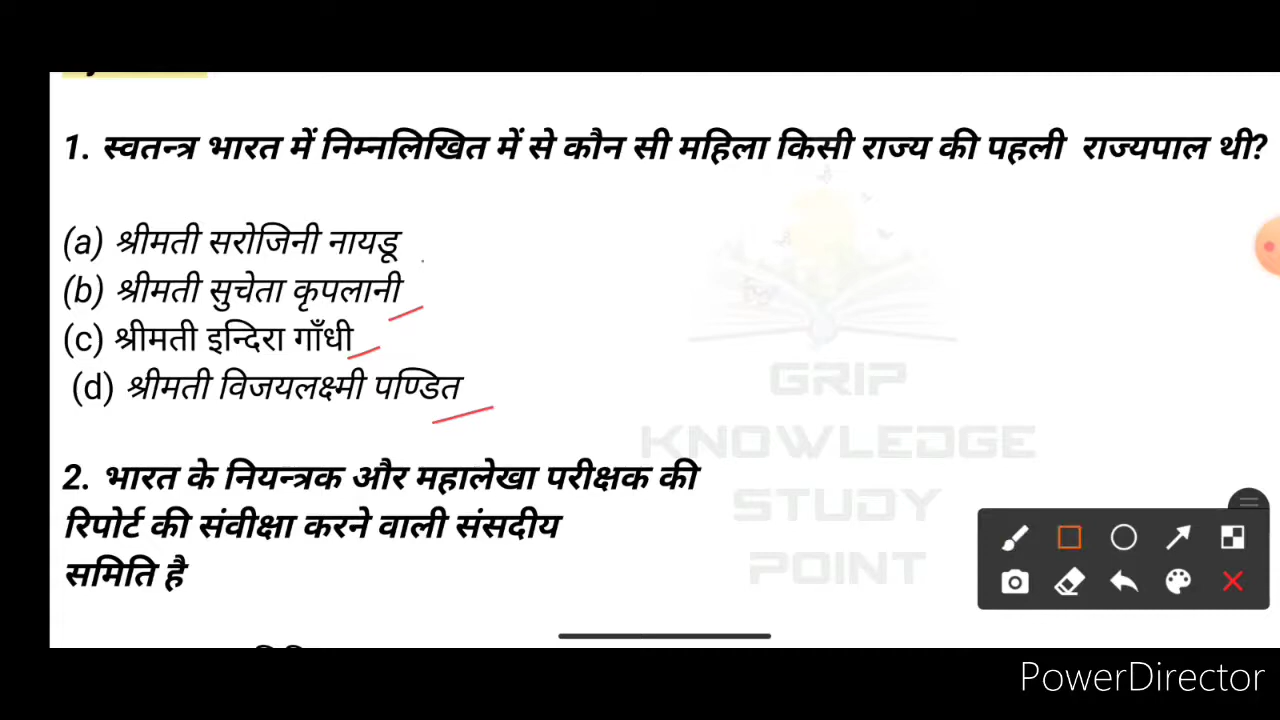 1. स्वतन्त्र भारत में निम्नलिखित में से कौन सी महिला किसी राज्य की पहली राज्यपाल थी?
(a) श्रीमती सरोजिनी नायडू
(b) श्रीमती सुचेता कृपलानी
(c) श्रीमती इन्दिरा गाँधी
(d) श्रीमती विजयलक्ष्मी पण्डित
2. भारत के नियन्त्रक और महालेखा परीक्षक की
रिपोर्ट की संवीक्षा करने वाली संसदीय
समिति है
GRIP
KNOWLEDGE
STUDY
POINT
PowerDirector